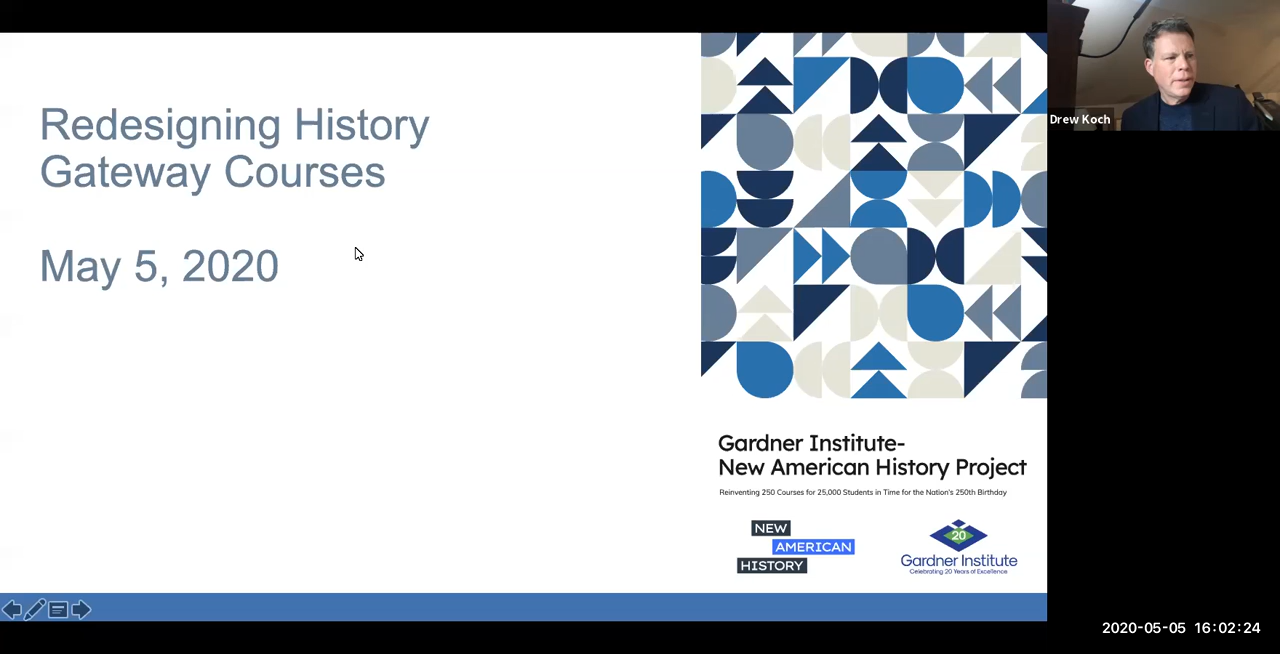 Redesigning History
Gateway Courses
May 5, 2020
Drew Koch
Gardner Institute-
New American History Project
Reinventing 250 Courses for 25,000 Students in Time for the Nation's 250th Birthday
NEW
AMERICAN
HISTORY
20
Gardner Institute
Celebrating 20 Years of Excellence
2020-05-05 16:02:24